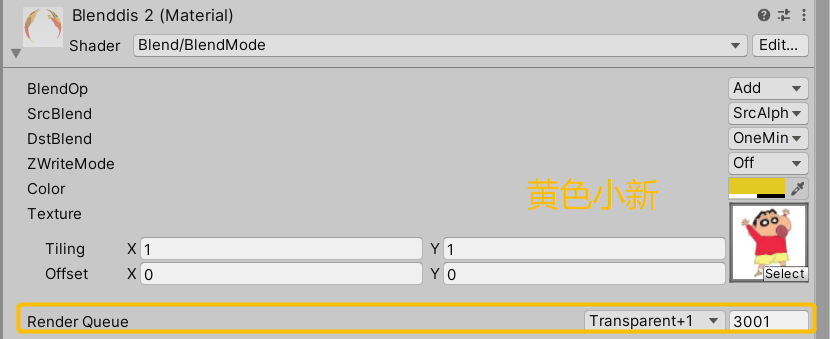 Blenddis 2 (Material)
Shader Blend/BlendMode Edit...
BlendOp Add
SrcBlend SrcAlph
DstBlend OneMin
ZWriteMode Off
Color
黄色小新
Texture
Tiling X 1 Y 1
Offset X 0 Y 0
Select
Render Queue Transparent+1 3001